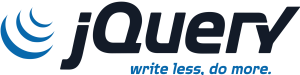 jQuery
write less, do more.